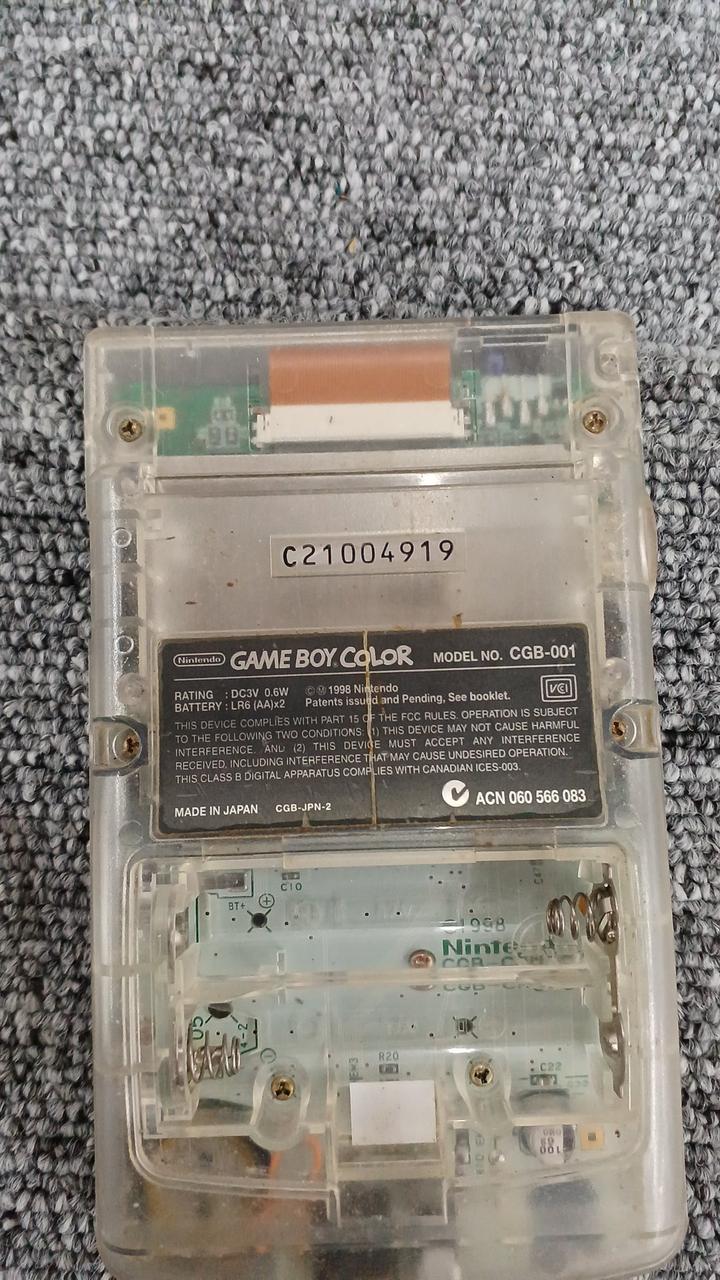 C21004919
Nintendo GAME BOY COLOR MODEL NO. CGB-001
RATING : DC3V 0.6W ©Ⓜ1998 Nintendo
BATTERY : LR6 (AA)x2 Patents issued and Pending, See booklet.
VCI
THIS DEVICE COMPLIES WITH PART 15 OF THE FCC RULES. OPERATION IS SUBJECT
TO THE FOLLOWING TWO CONDITIONS: (1) THIS DEVICE MAY NOT CAUSE HARMFUL
INTERFERENCE. AND (2) THIS DEVICE MUST ACCEPT ANY INTERFERENCE
RECEIVED, INCLUDING INTERFERENCE THAT MAY CAUSE UNDESIRED OPERATION.
THIS CLASS B DIGITAL APPARATUS COMPLIES WITH CANADIAN ICES-003.
MADE IN JAPAN CGB-JPN-2 ACN 060 566 083
C10
BT+
1998
Nintendo
R20
C22